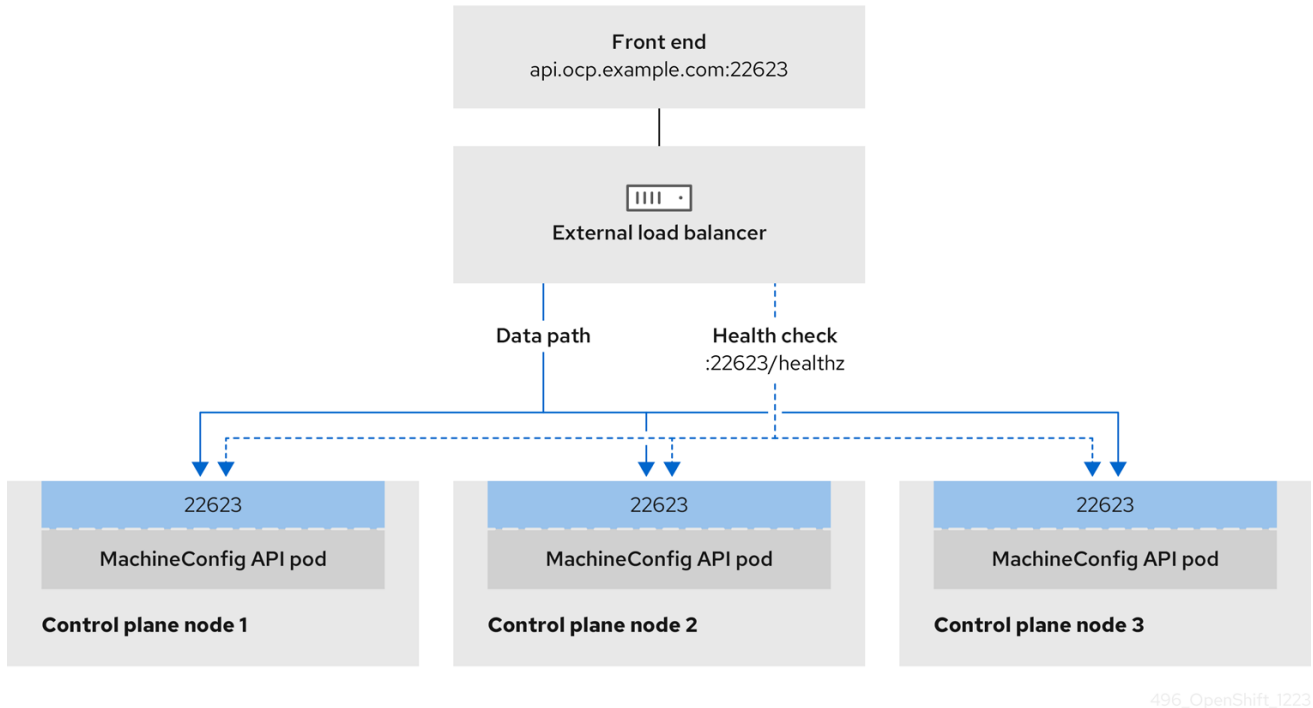 Front end
api.ocp.example.com:22623
External load balancer
Data path
Health check
:22623/healthz
22623
MachineConfig API pod
Control plane node 1
22623
MachineConfig API pod
Control plane node 2
22623
MachineConfig API pod
Control plane node 3
496_OpenShift_1223